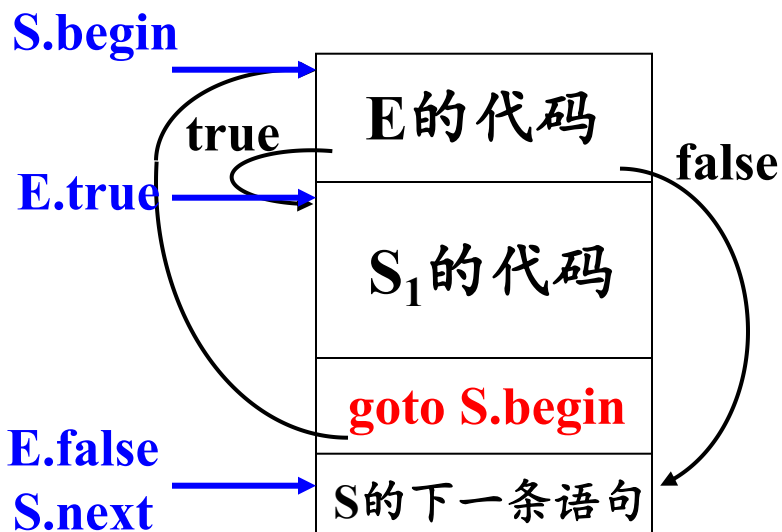 S.begin
E的代码
true
false
E.true
S₁的代码
goto S.begin
E.false
S.next
S的下一条语句